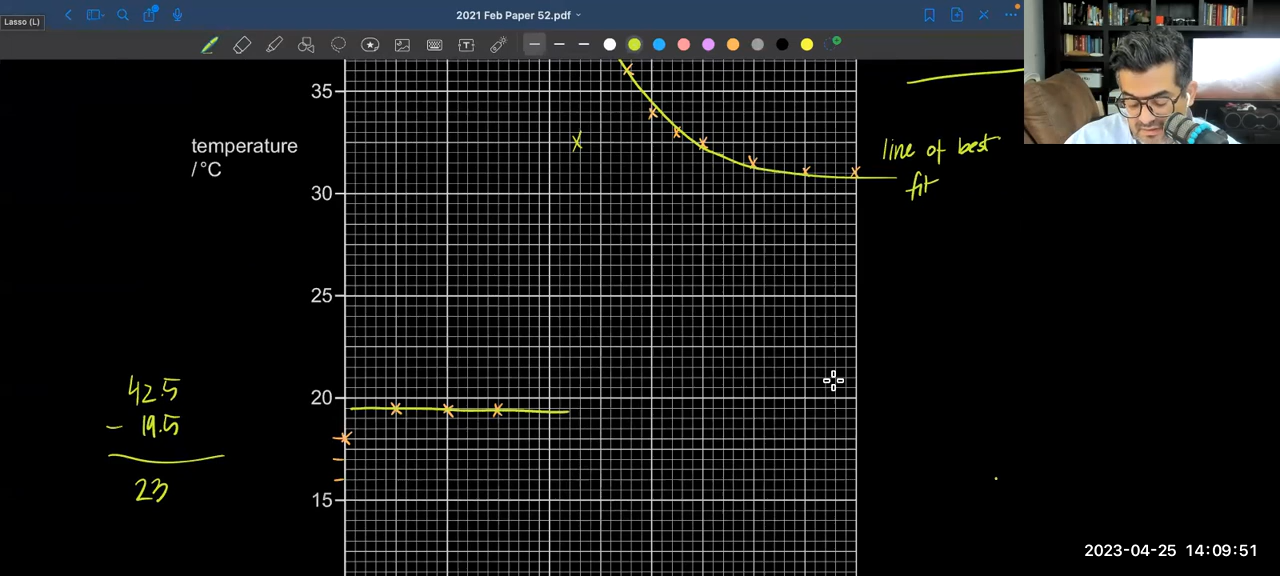 Lasso (L)
2021 Feb Paper 52.pdf
35
temperature
/°C
line of best
fit
30
25
20
42.5
- 19.5
23
15
2023-04-25 14:09:51